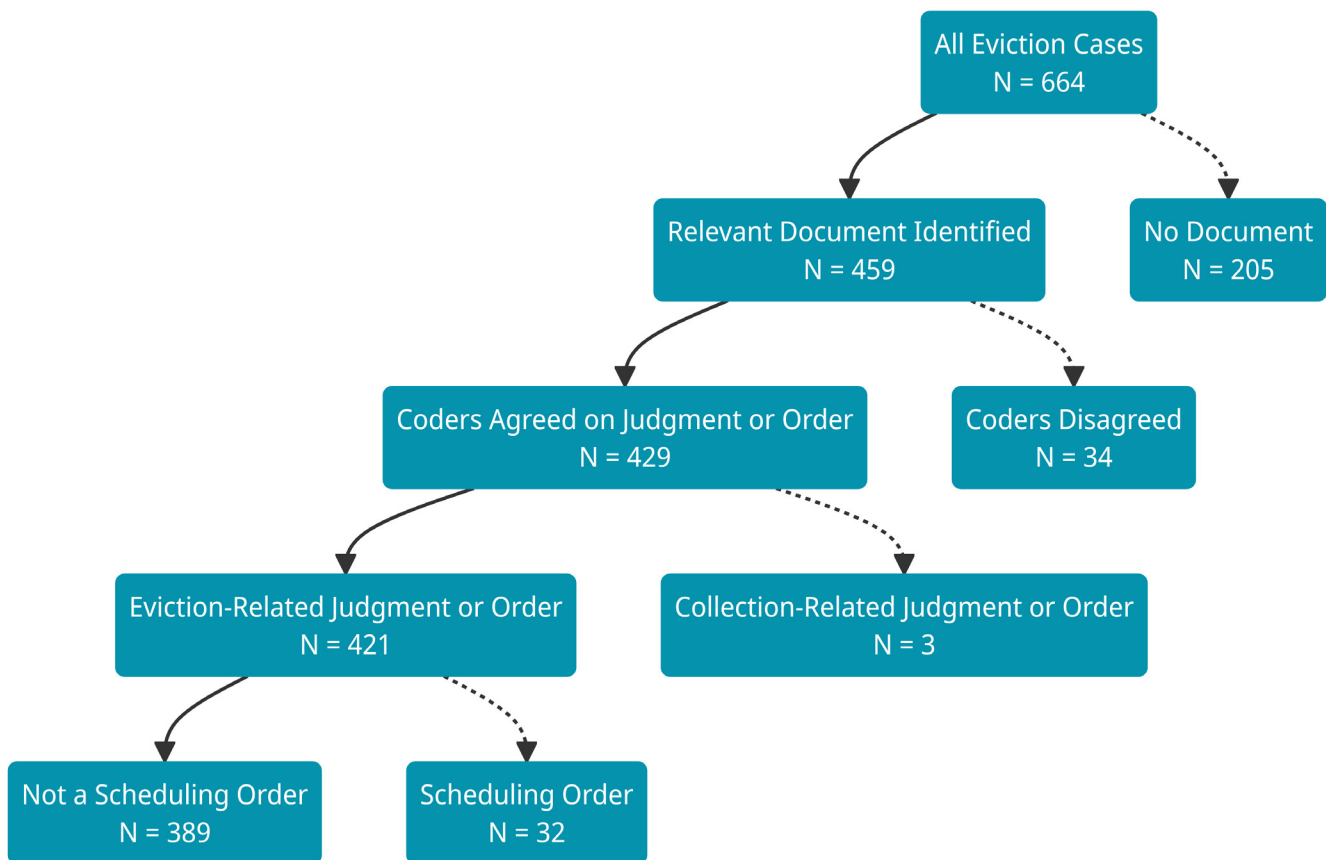 All Eviction Cases
N = 664
Relevant Document Identified
N = 459
No Document
N = 205
Coders Agreed on Judgment or Order
N = 429
Coders Disagreed
N = 34
Eviction-Related Judgment or Order
N = 421
Collection-Related Judgment or Order
N = 3
Not a Scheduling Order
N = 389
Scheduling Order
N = 32